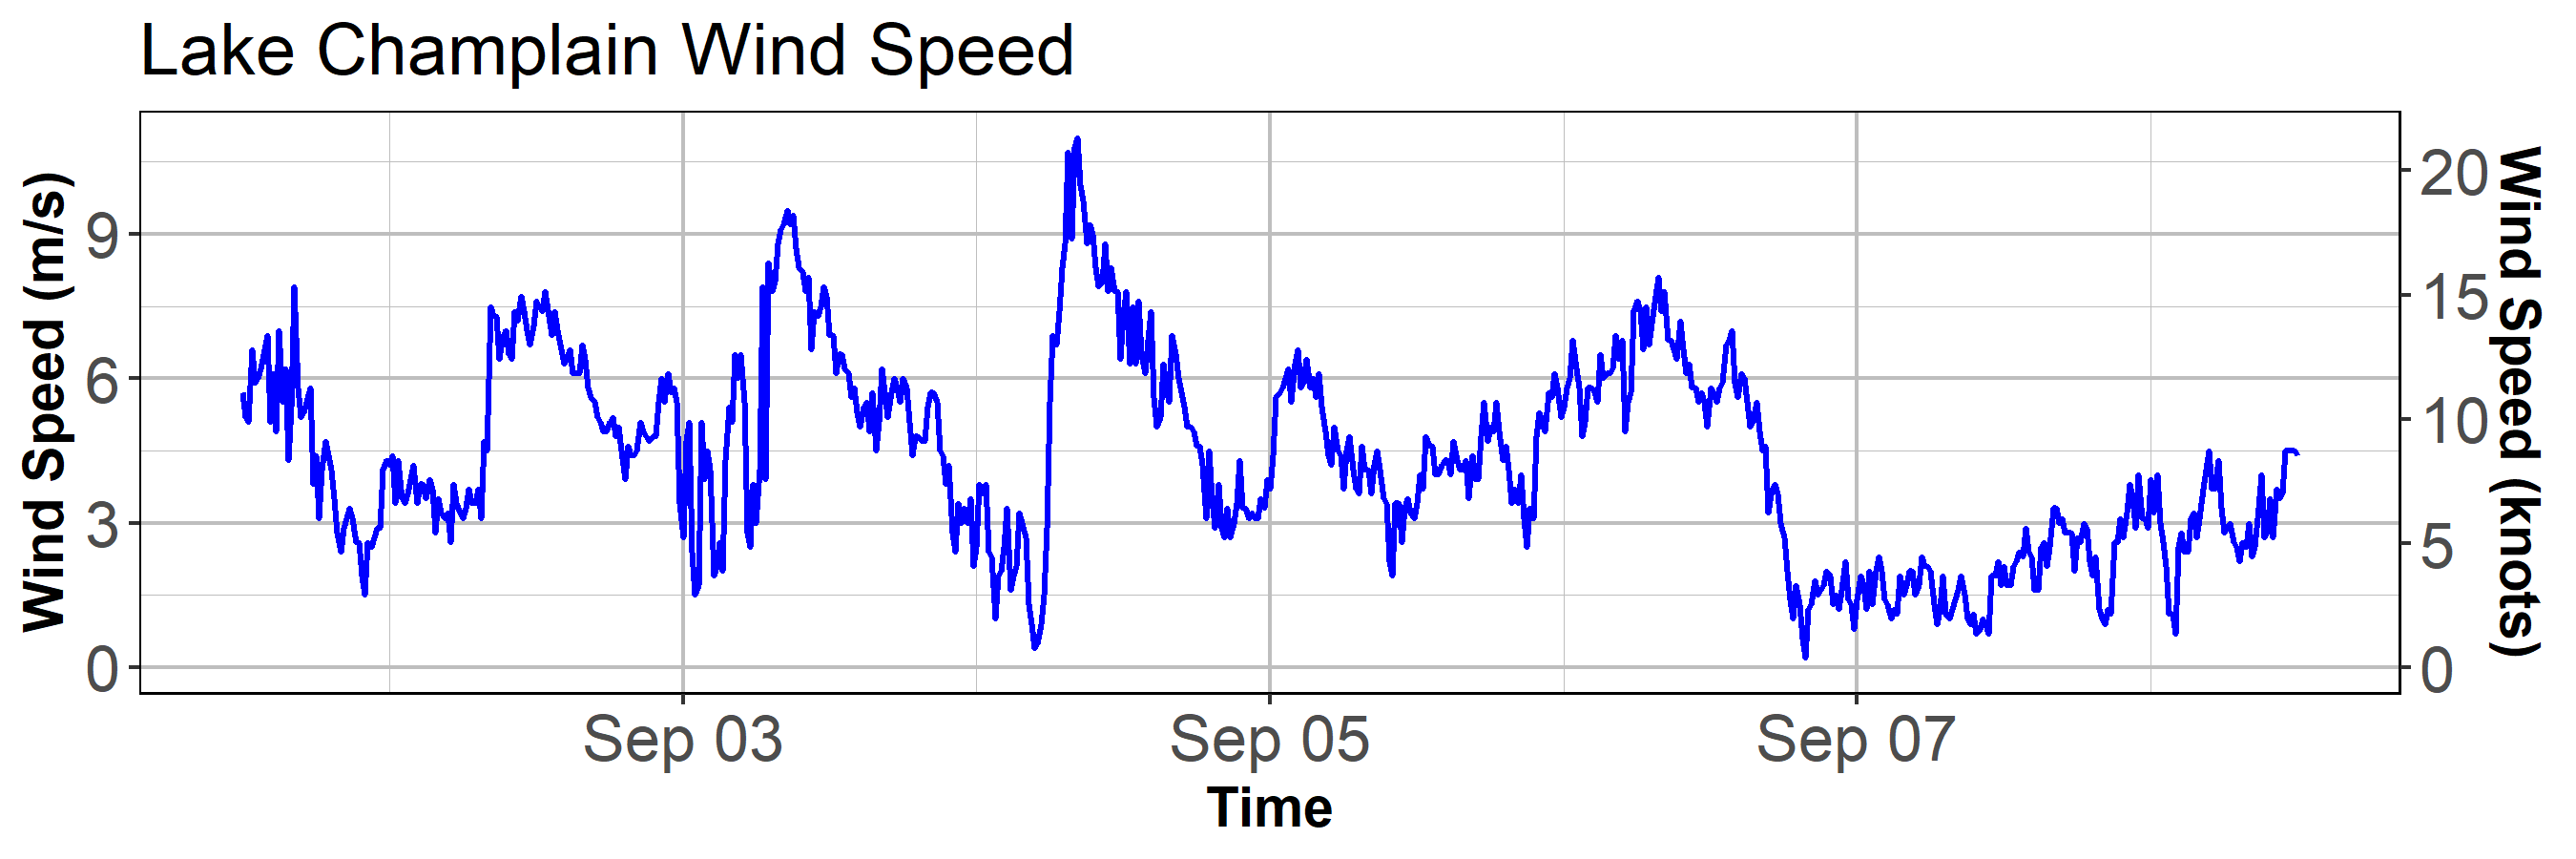 Lake Champlain Wind Speed
Wind Speed (m/s)
9
6
3
0
20
15
10
5
0
Wind Speed (knots)
Sep 03
Sep 05
Sep 07
Time